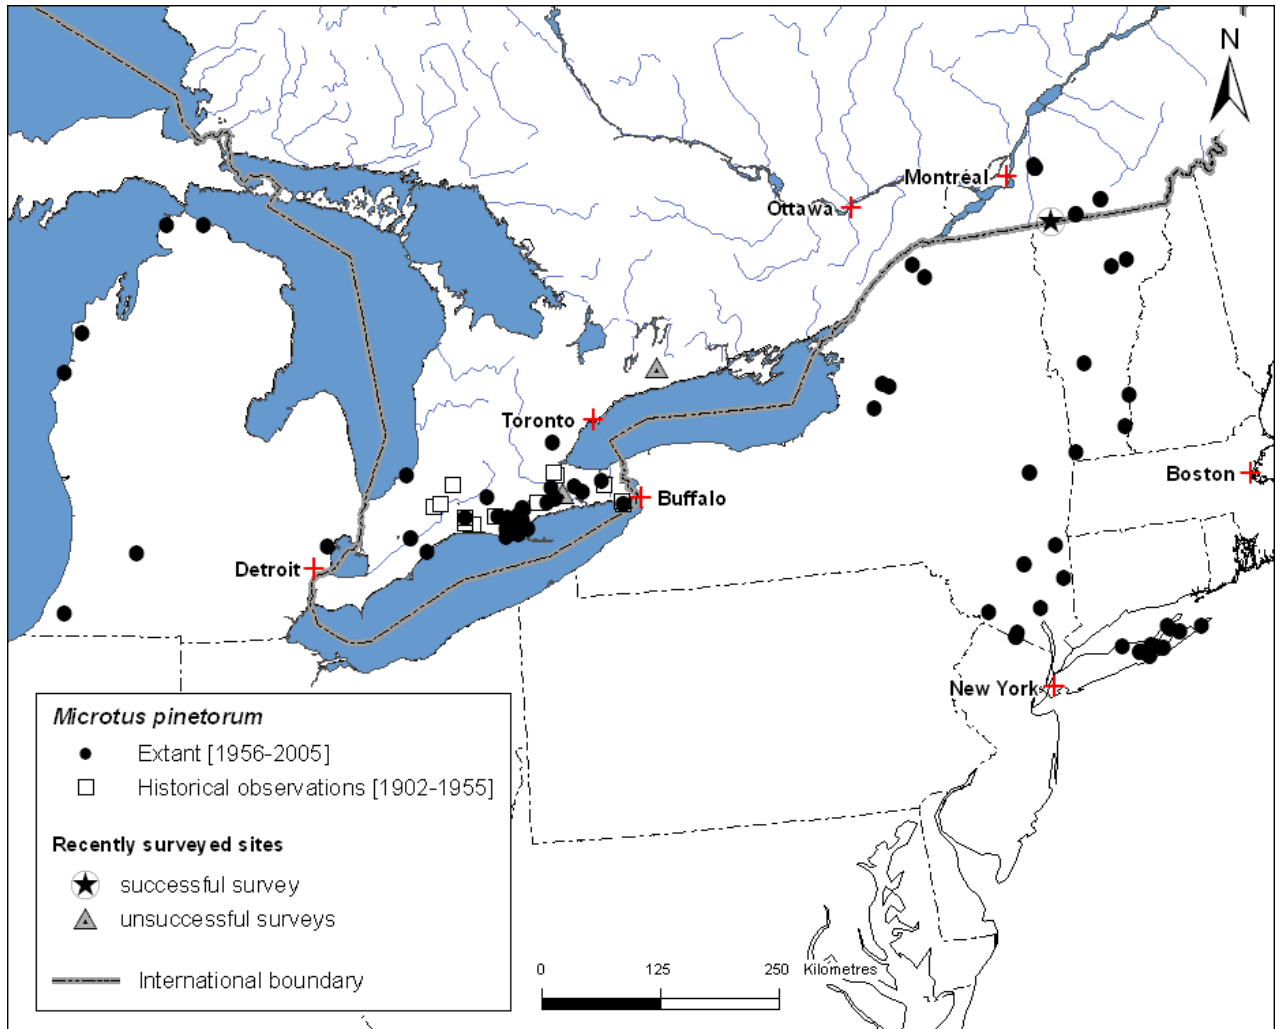 N
Montréal
Ottawa
Toronto
Boston
Buffalo
Detroit
New York
Microtus pinetorum
Extant [1956-2005]
Historical observations [1902-1955]
Recently surveyed sites
successful survey
unsuccessful surveys
International boundary
0 125 250 Kilometres